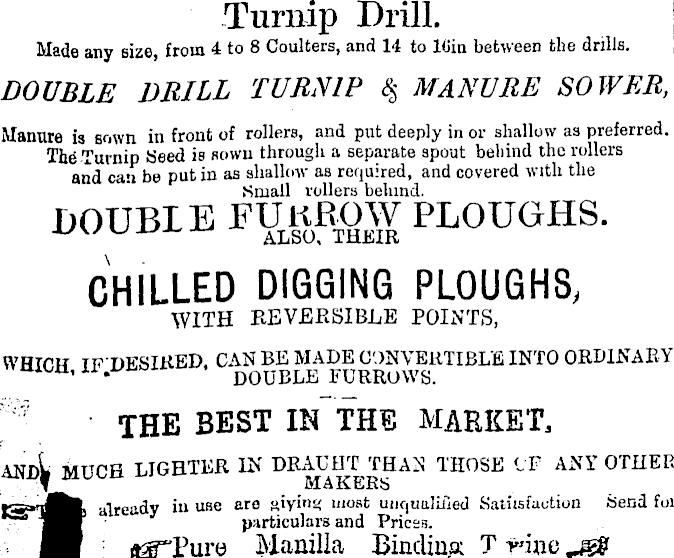 Turnip Drill.
Made any size, from 4 to 8 Coulters, and 14 to 16in between the drills.
DOUBLE DRILL TURNIP & MANURE SOWER,
Manure is sown in front of rollers, and put deeply in or shallow as preferred.
The Turnip Seed is sown through a separate spout behind the rollers
and can be put in as shallow as required, and covered with the
Small rollers behind.
DOUBLE FURROW PLOUGHS.
ALSO, THEIR
CHILLED DIGGING PLOUGHS,
WITH REVERSIBLE POINTS,
WHICH, IF DESIRED, CAN BE MADE CONVERTIBLE INTO ORDINARY
DOUBLE FURROWS.
THE BEST IN THE MARKET,
AND MUCH LIGHTER IN DRAUHT THAN THOSE OF ANY OTHER
MAKERS
already in use are giving most unqualified Satisfaction Send for
particulars and Prices.
Pure Manilla Binding Twine